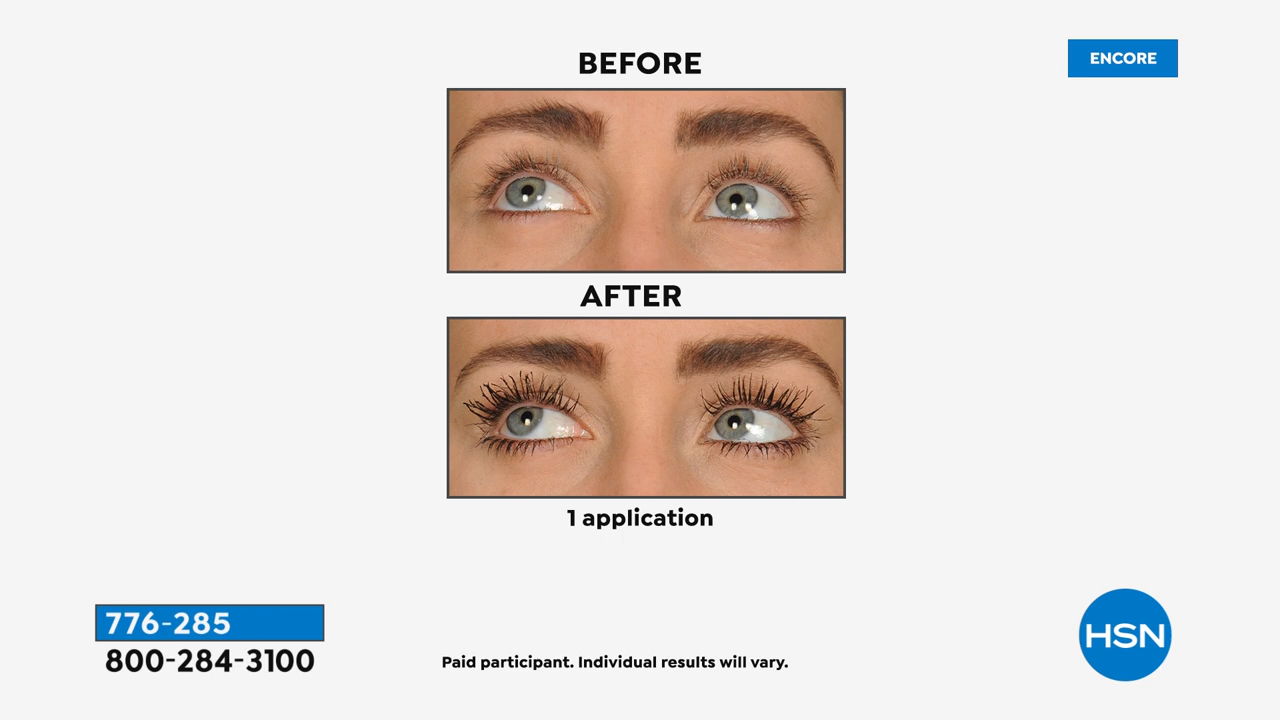 BEFORE
ENCORE
AFTER
1 application
776-285
800-284-3100
Paid participant. Individual results will vary.
HSN